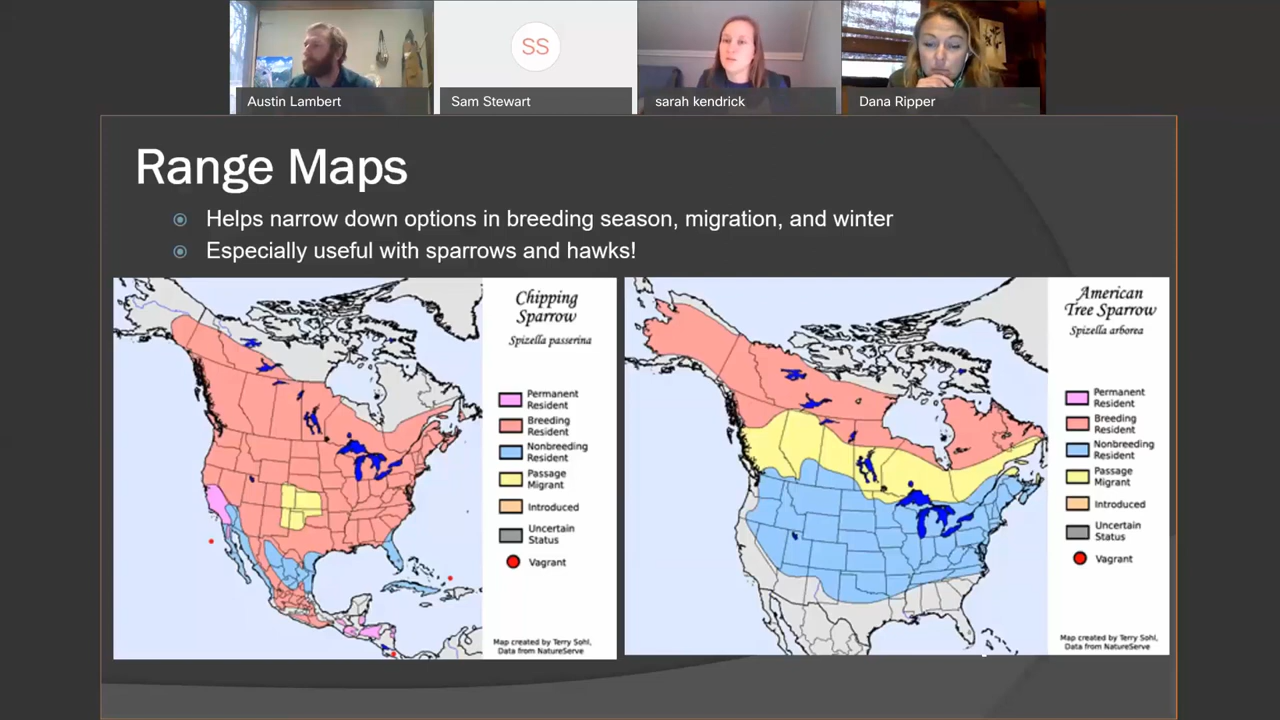 Austin Lambert
SS
Sam Stewart
sarah kendrick
Dana Ripper
Range Maps
Helps narrow down options in breeding season, migration, and winter
Especially useful with sparrows and hawks!
Chipping
Sparrow
Spizella passerina
Permanent
Resident
Breeding
Resident
Nonbreeding
Resident
Passage
Migrant
Introduced
Uncertain
Status
Vagrant
Map created by Terry Sohl,
Data from NatureServe
American
Tree Sparrow
Spizella arborea
Permanent
Resident
Breeding
Resident
Nonbreeding
Resident
Passage
Migrant
Introduced
Uncertain
Status
Vagrant
Map created by Terry Sohl,
Data from NatureServe